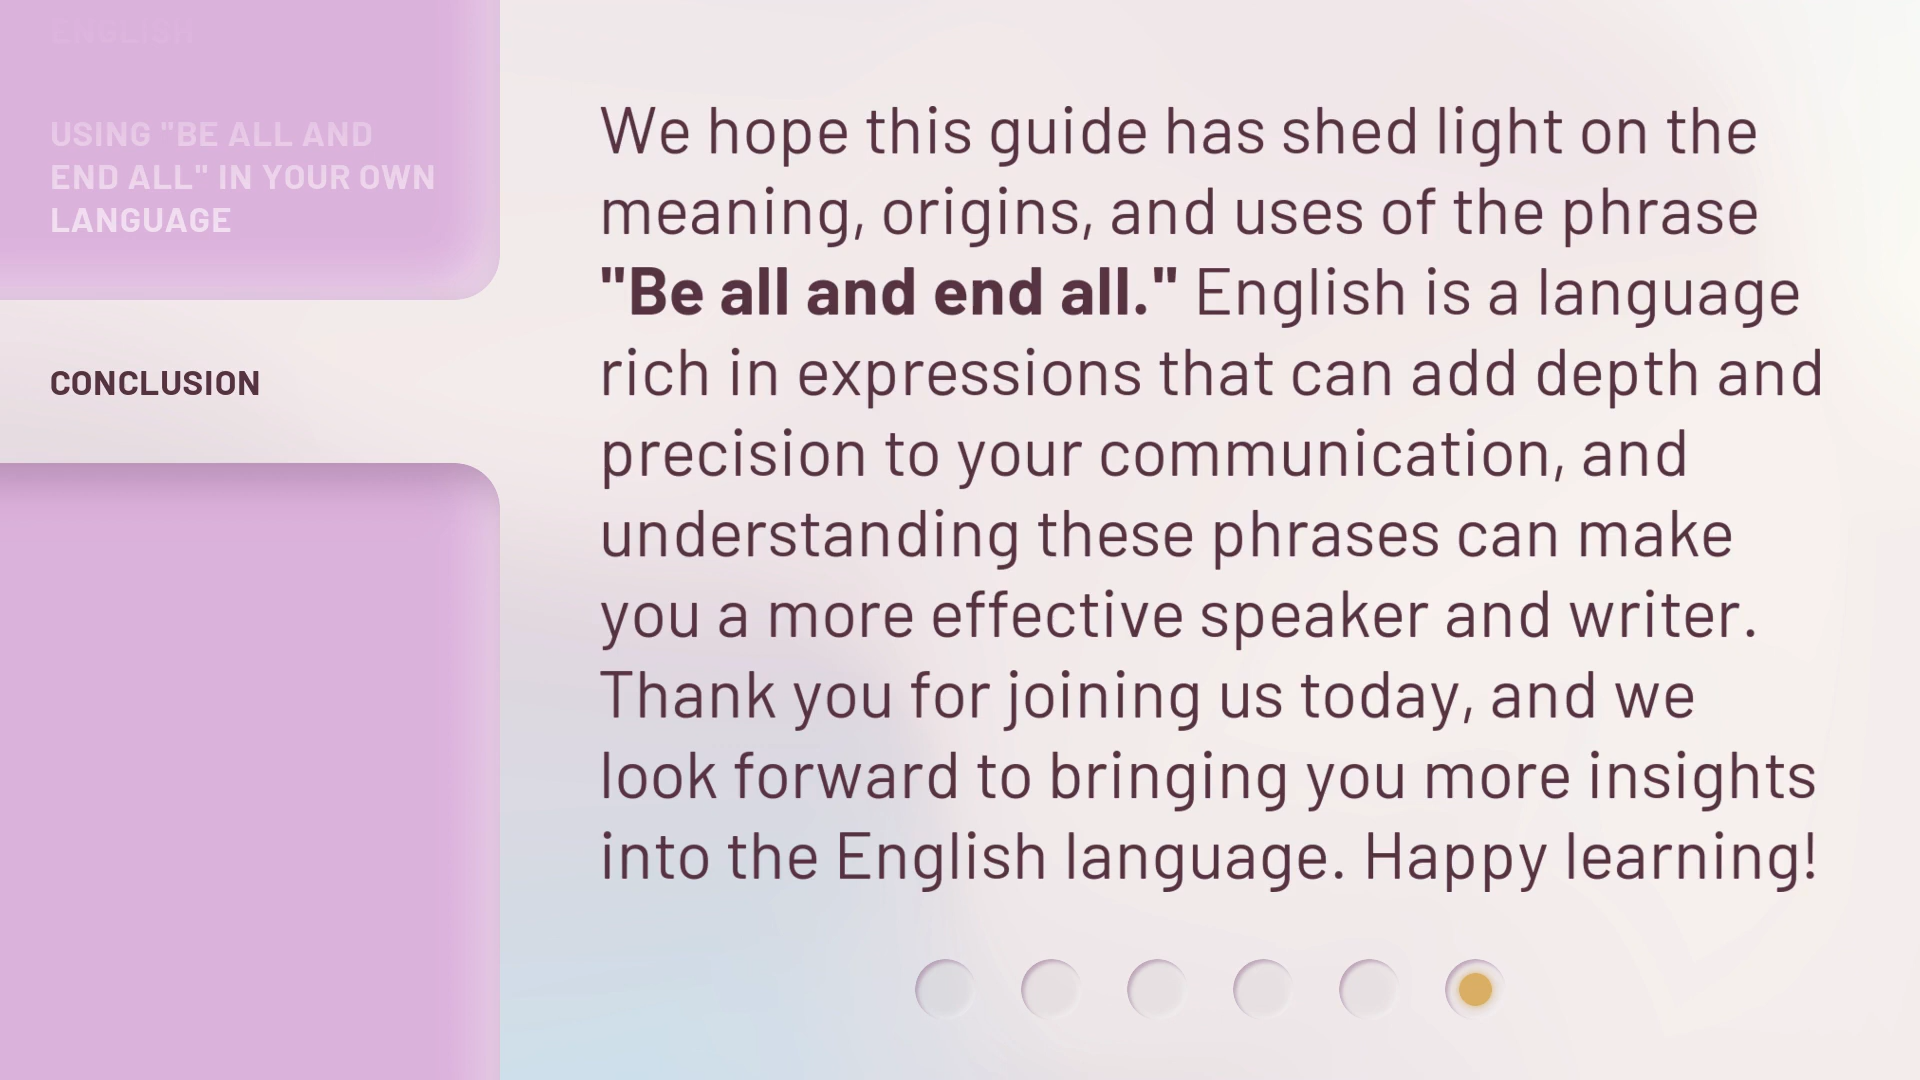 ENGLISH
USING "BE ALL AND
END ALL" IN YOUR OWN
LANGUAGE
CONCLUSION
We hope this guide has shed light on the
meaning, origins, and uses of the phrase
"Be all and end all." English is a language
rich in expressions that can add depth and
precision to your communication, and
understanding these phrases can make
you a more effective speaker and writer.
Thank you for joining us today, and we
look forward to bringing you more insights
into the English language. Happy learning!